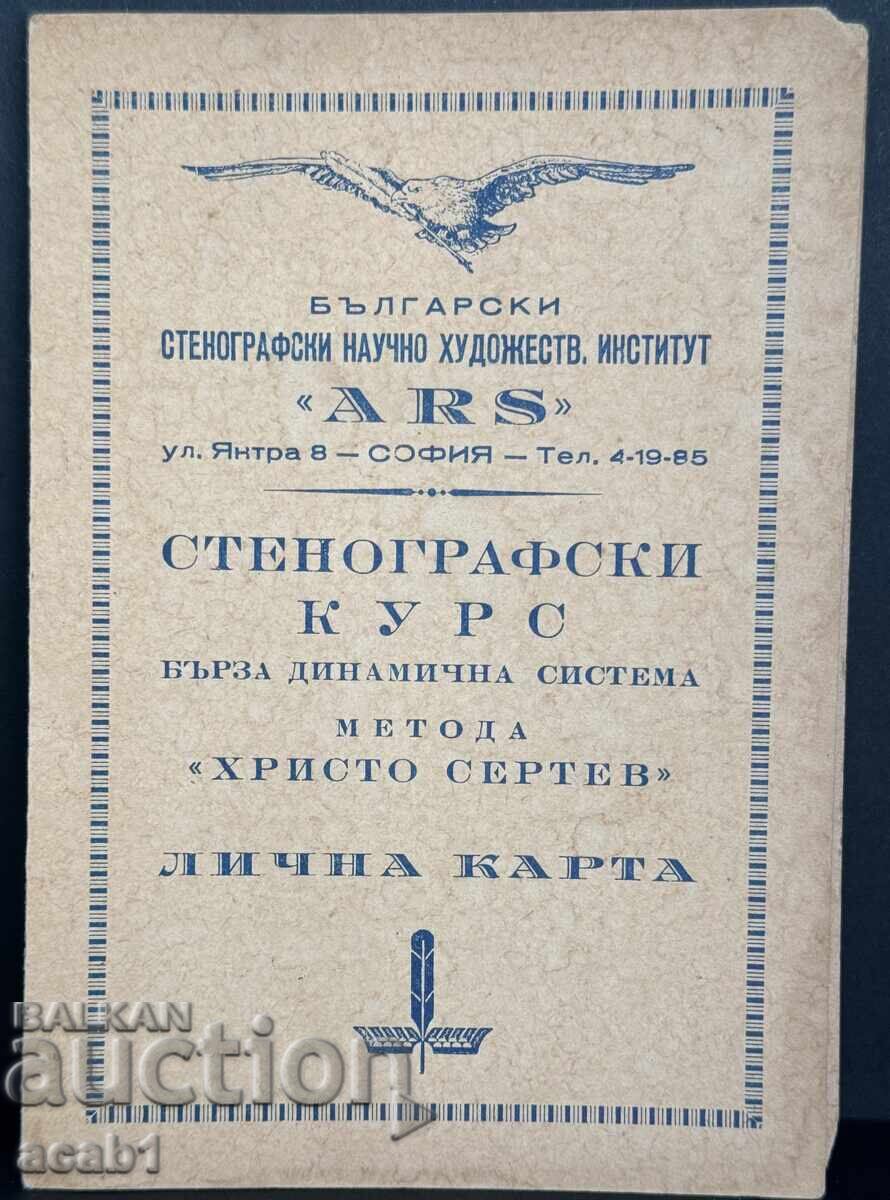 БЪЛГАРСКИ
СТЕНОГРАФСКИ НАУЧНО ХУДОЖЕСТВ. ИНСТИТУТ
«ARS»
ул. Янтра 8 — СОФИЯ — Тел. 4-19-85
СТЕНОГРАФСКИ
КУРС
БЪРЗА ДИНАМИЧНА СИСТЕМА
МЕТОДА
«ХРИСТО СЕРТЕВ»
ЛИЧНА КАРТА
BALKAN
auction
acab1